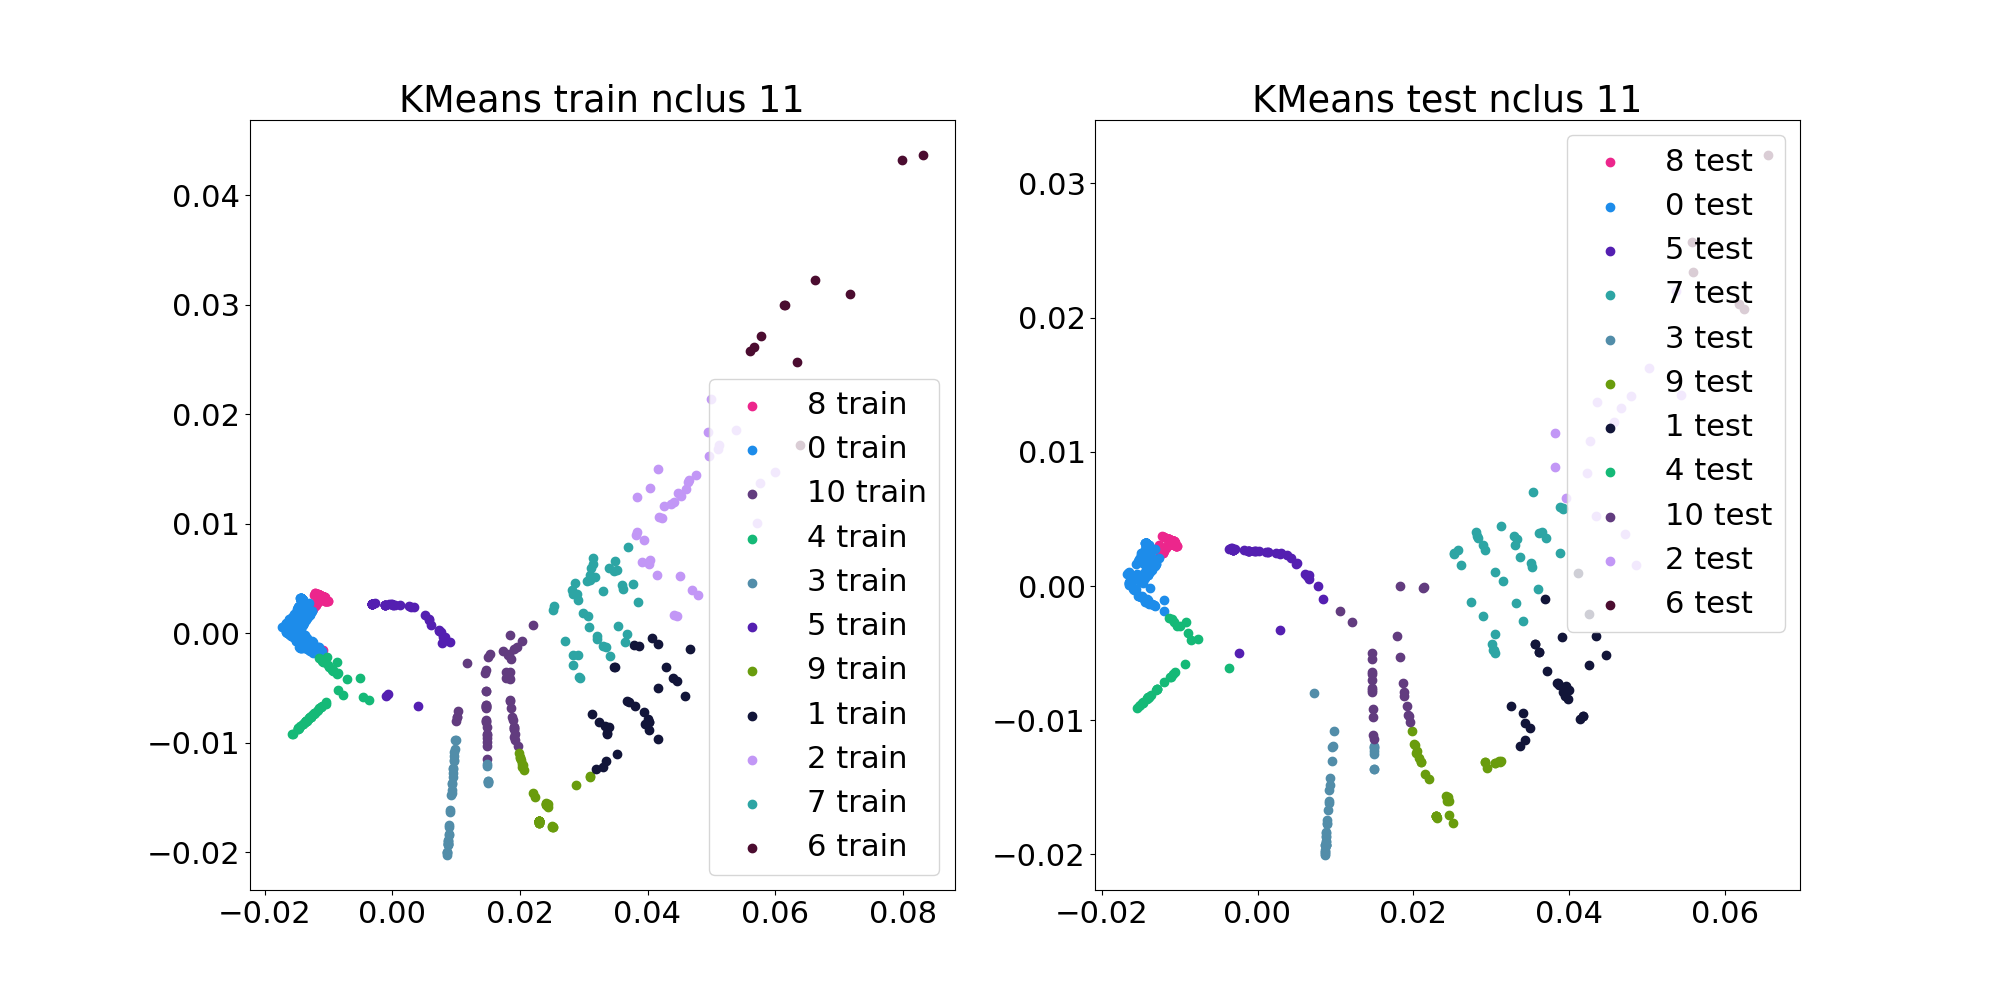 KMeans train nclus 11
0.04
0.03
0.02
0.01
0.00
−0.01
−0.02
−0.02
0.00
0.02
0.04
0.06
0.08
8 train
0 train
10 train
4 train
3 train
5 train
9 train
1 train
2 train
7 train
6 train
KMeans test nclus 11
0.03
0.02
0.01
0.00
−0.01
−0.02
−0.02
0.00
0.02
0.04
0.06
8 test
0 test
5 test
7 test
3 test
9 test
1 test
4 test
10 test
2 test
6 test